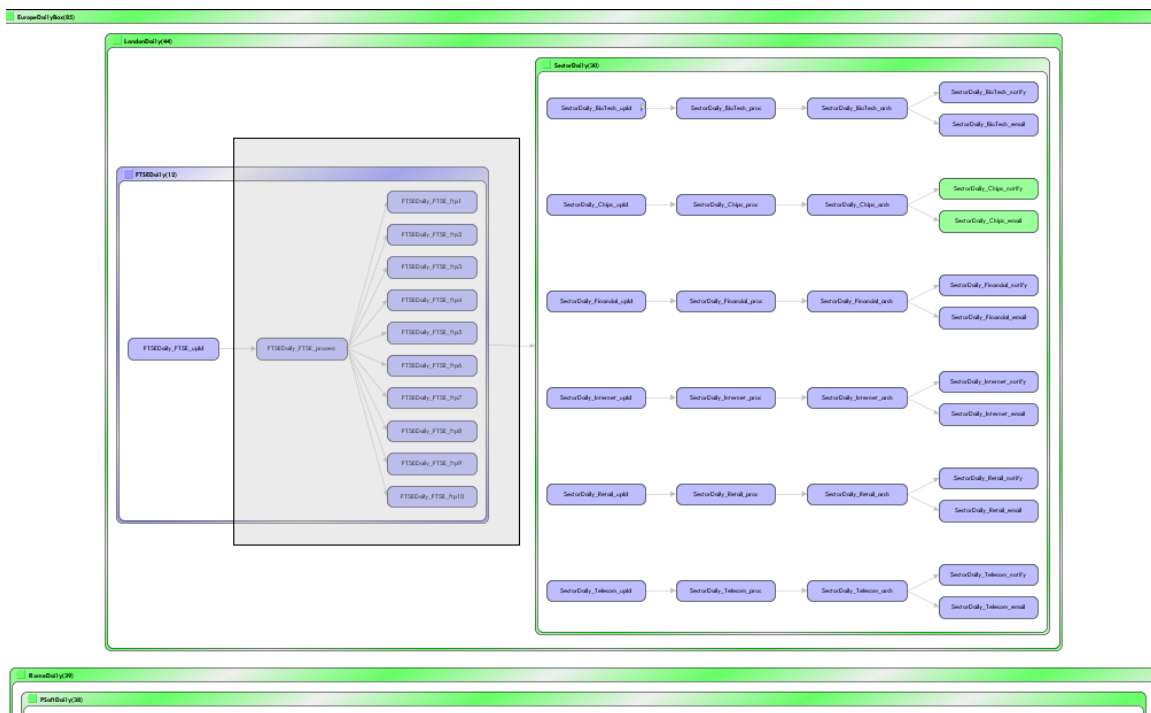 EuropeDailyBox(85)
LondonDaily(44)
SectorDaily(30)
FTSEDaily(12)
FTSEDaily_FTSE_upld
FTSEDaily_FTSE_process
FTSEDaily_FTSE_ftp1
FTSEDaily_FTSE_ftp2
FTSEDaily_FTSE_ftp3
FTSEDaily_FTSE_ftp4
FTSEDaily_FTSE_ftp5
FTSEDaily_FTSE_ftp6
FTSEDaily_FTSE_ftp7
FTSEDaily_FTSE_ftp8
FTSEDaily_FTSE_ftp9
FTSEDaily_FTSE_ftp10
SectorDaily_BioTech_upld
SectorDaily_BioTech_proc
SectorDaily_BioTech_arch
SectorDaily_BioTech_notify
SectorDaily_BioTech_email
SectorDaily_Chips_upld
SectorDaily_Chips_proc
SectorDaily_Chips_arch
SectorDaily_Chips_notify
SectorDaily_Chips_email
SectorDaily_Financial_upld
SectorDaily_Financial_proc
SectorDaily_Financial_arch
SectorDaily_Financial_notify
SectorDaily_Financial_email
SectorDaily_Internet_upld
SectorDaily_Internet_proc
SectorDaily_Internet_arch
SectorDaily_Internet_notify
SectorDaily_Internet_email
SectorDaily_Retail_upld
SectorDaily_Retail_proc
SectorDaily_Retail_arch
SectorDaily_Retail_notify
SectorDaily_Retail_email
SectorDaily_Telecom_upld
SectorDaily_Telecom_proc
SectorDaily_Telecom_arch
SectorDaily_Telecom_notify
SectorDaily_Telecom_email
RomeDaily(39)
PSoftDaily(38)